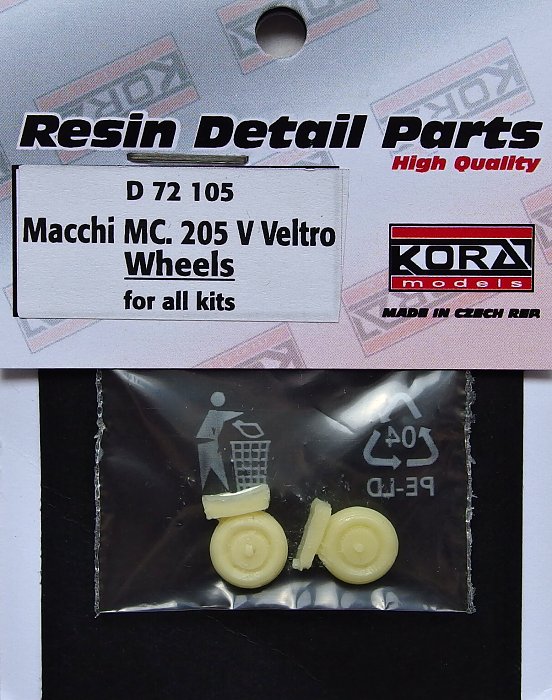 Resin Detail Parts
High Quality
D 72 105
Macchi MC. 205 V Veltro
Wheels
for all kits
KORA
models
MADE IN CZECH REP.
04
PE-LD